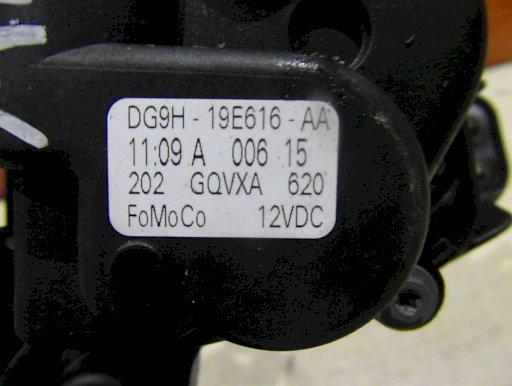 DG9H - 19E616 - AA
11:09 A 006 15
202 GQVXA 620
FoMoCo 12VDC